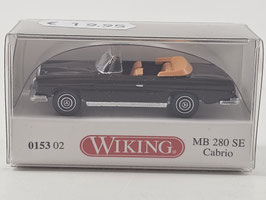 € 19,95
WIKING
0153 02
MB 280 SE
Cabrio